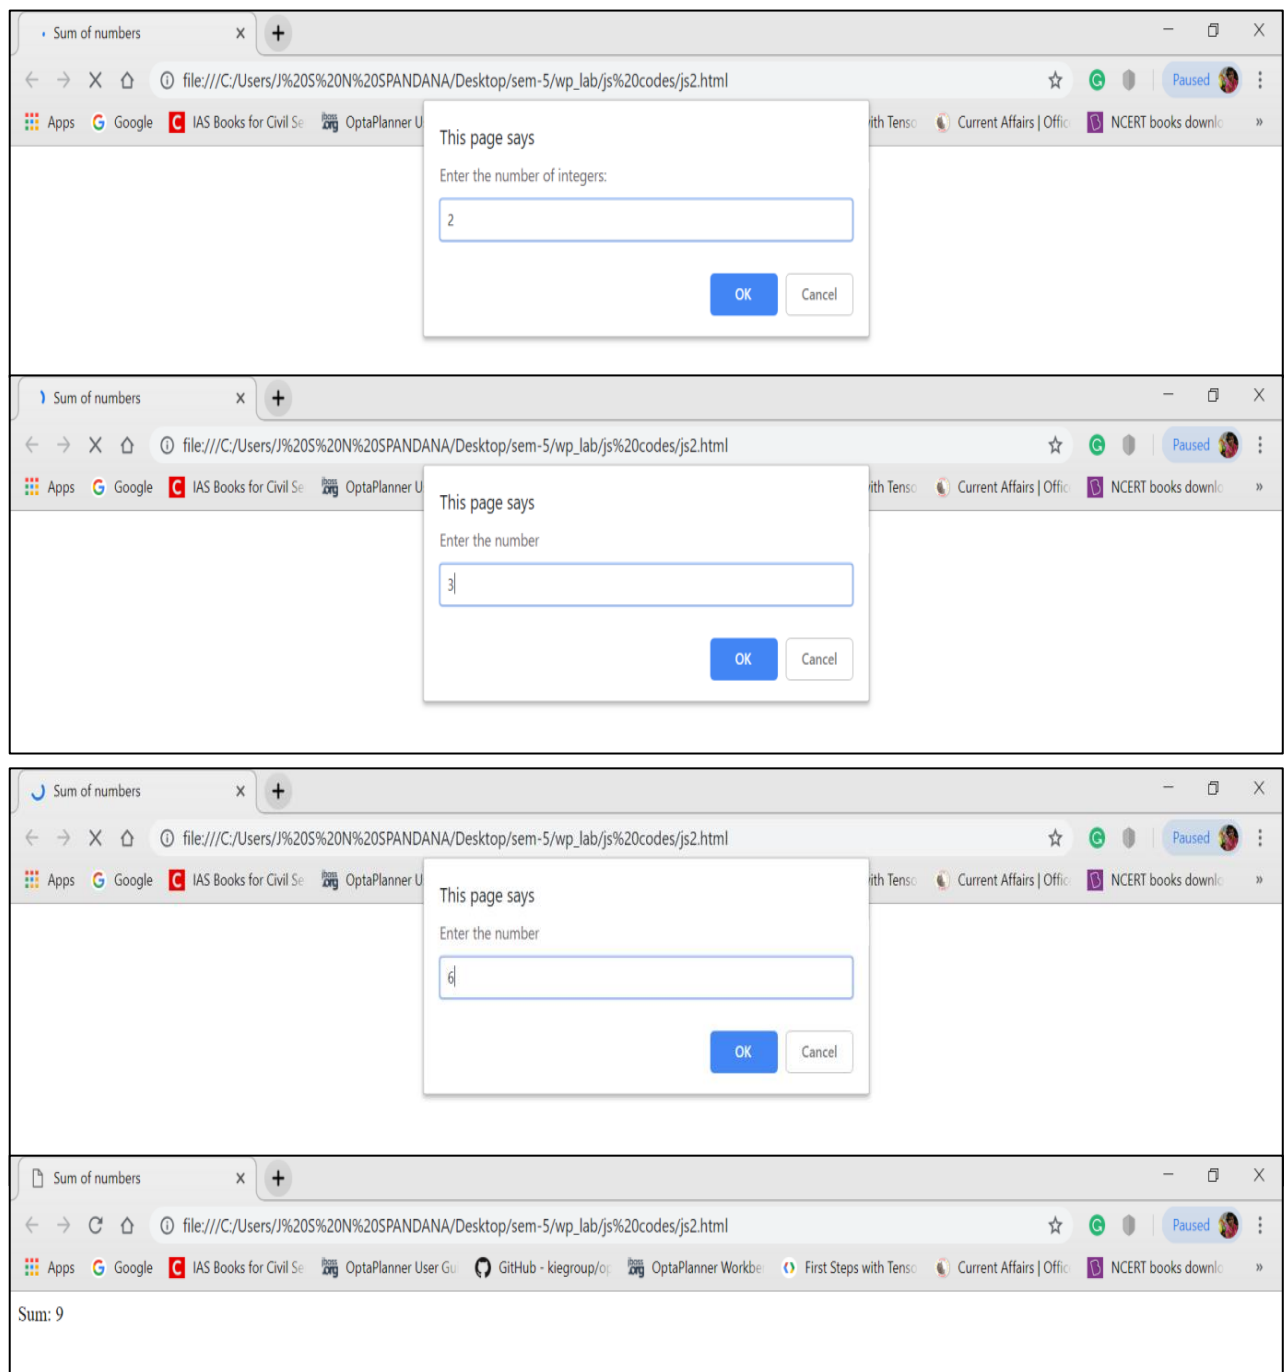 Sum of numbers
file:///C:/Users/J%20S%20N%20SPANDANA/Desktop/sem-5/wp_lab/js%20codes/js2.html Paused
Apps Google IAS Books for Civil Se OptaPlanner U ith Tenso Current Affairs | Offic NCERT books downlo »
This page says
Enter the number of integers:
2
OK Cancel
Sum of numbers
file:///C:/Users/J%20S%20N%20SPANDANA/Desktop/sem-5/wp_lab/js%20codes/js2.html Paused
Apps Google IAS Books for Civil Se OptaPlanner U ith Tenso Current Affairs | Offic NCERT books downlo »
This page says
Enter the number
3
OK Cancel
Sum of numbers
file:///C:/Users/J%20S%20N%20SPANDANA/Desktop/sem-5/wp_lab/js%20codes/js2.html Paused
Apps Google IAS Books for Civil Se OptaPlanner U ith Tenso Current Affairs | Offic NCERT books downlo »
This page says
Enter the number
6
OK Cancel
Sum of numbers
file:///C:/Users/J%20S%20N%20SPANDANA/Desktop/sem-5/wp_lab/js%20codes/js2.html Paused
Apps Google IAS Books for Civil Se OptaPlanner User Gui GitHub - kiegroup/op OptaPlanner Workbe First Steps with Tenso Current Affairs | Offic NCERT books downlo »
Sum: 9